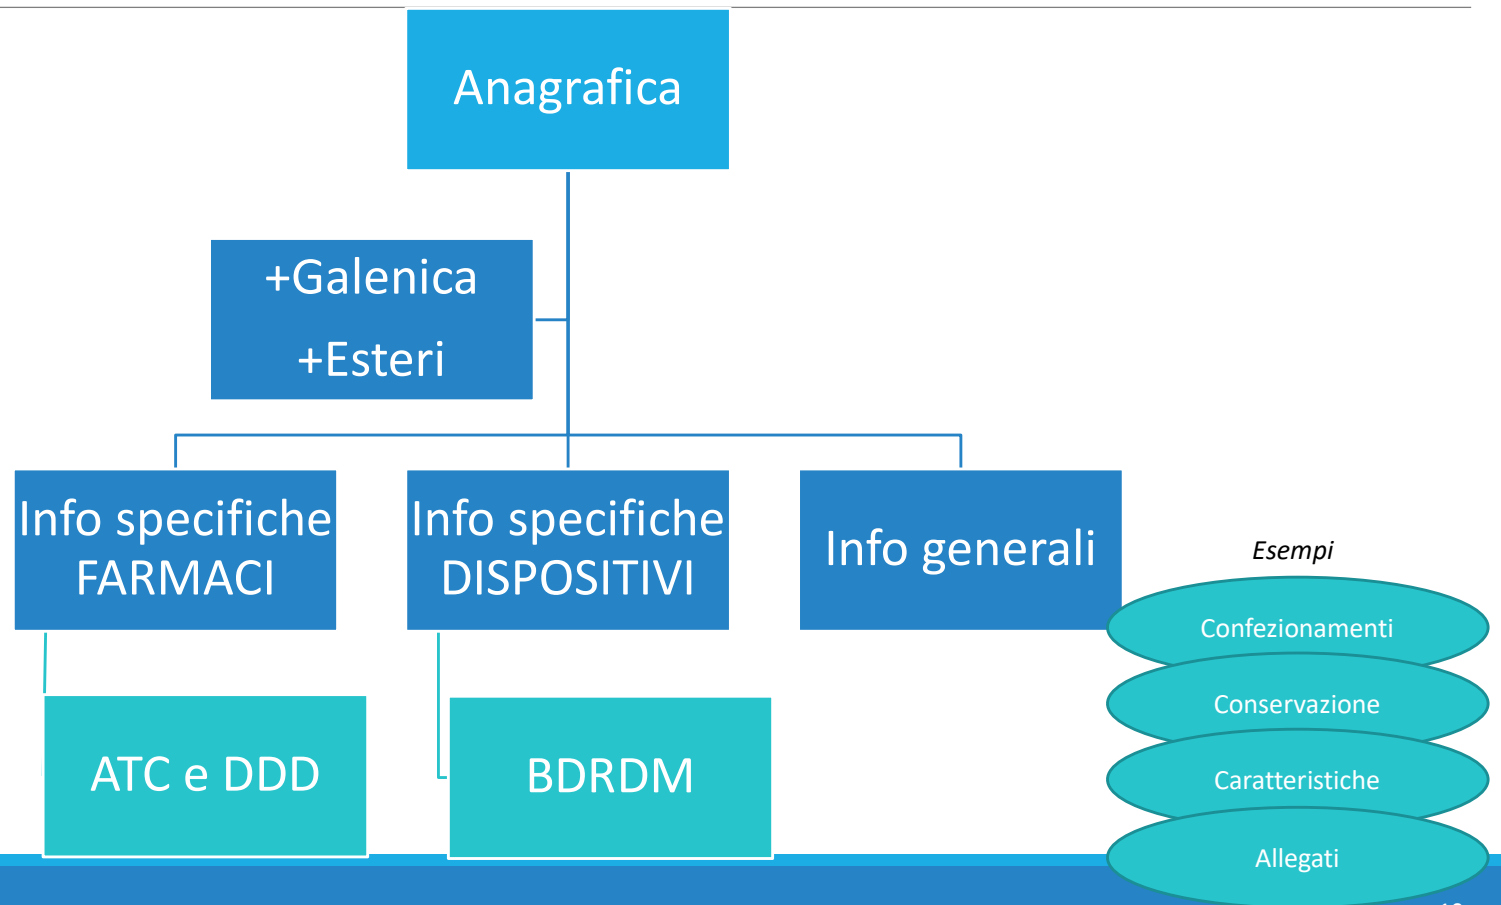 Anagrafica
+Galenica
+Esteri
Info specifiche
FARMACI
Info specifiche
DISPOSITIVI
Info generali
ATC e DDD
BDRDM
Esempi
Confezionamenti
Conservazione
Caratteristiche
Allegati